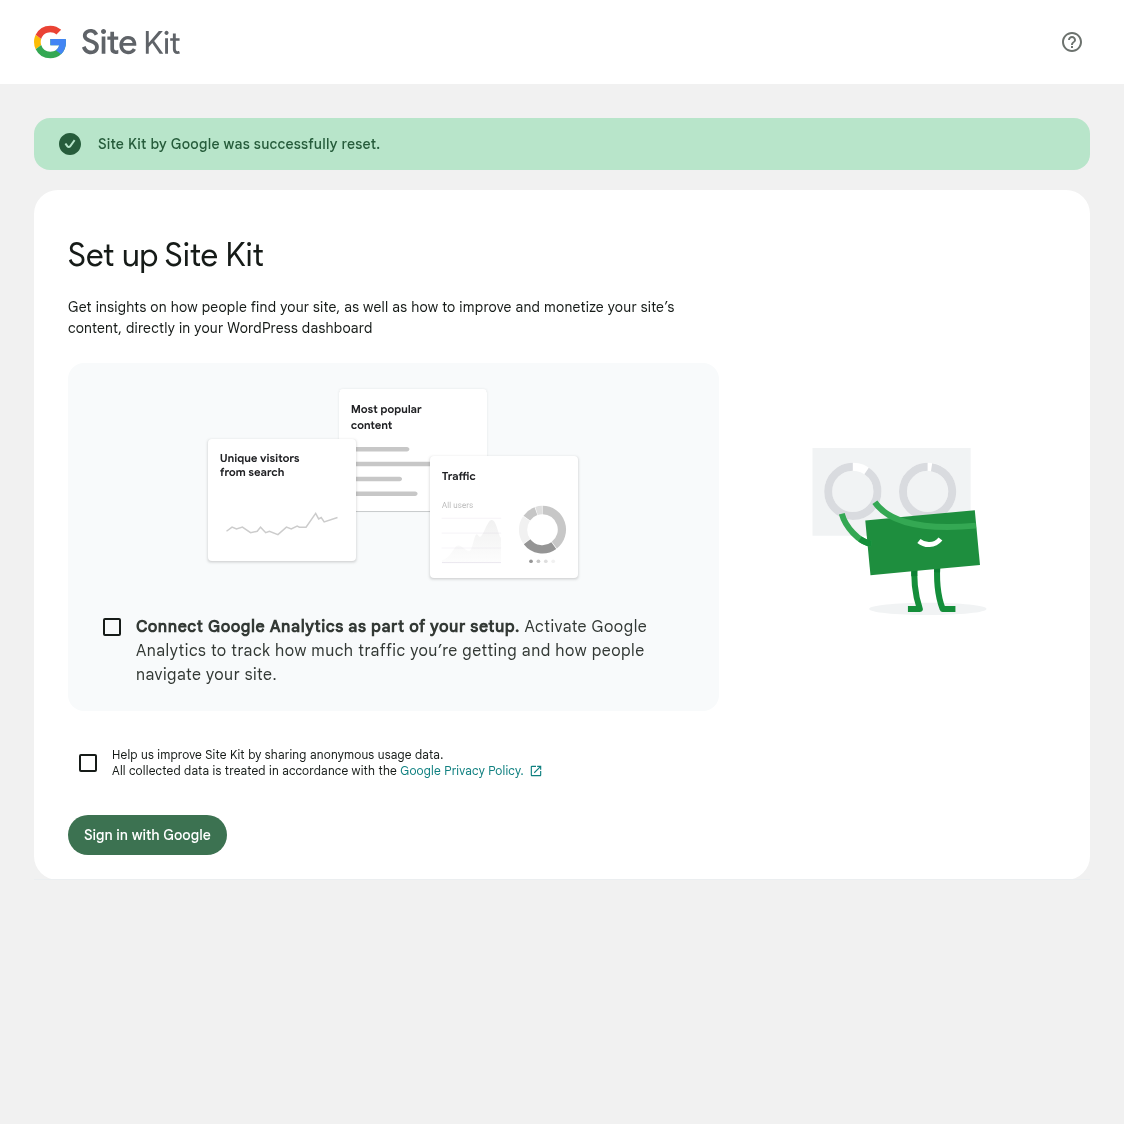 Site Kit
Site Kit by Google was successfully reset.
Set up Site Kit
Get insights on how people find your site, as well as how to improve and monetize your site’s
content, directly in your WordPress dashboard
Most popular
content
Unique visitors
from search
Traffic
All users
Connect Google Analytics as part of your setup. Activate Google
Analytics to track how much traffic you’re getting and how people
navigate your site.
Help us improve Site Kit by sharing anonymous usage data.
All collected data is treated in accordance with the Google Privacy Policy.
Sign in with Google